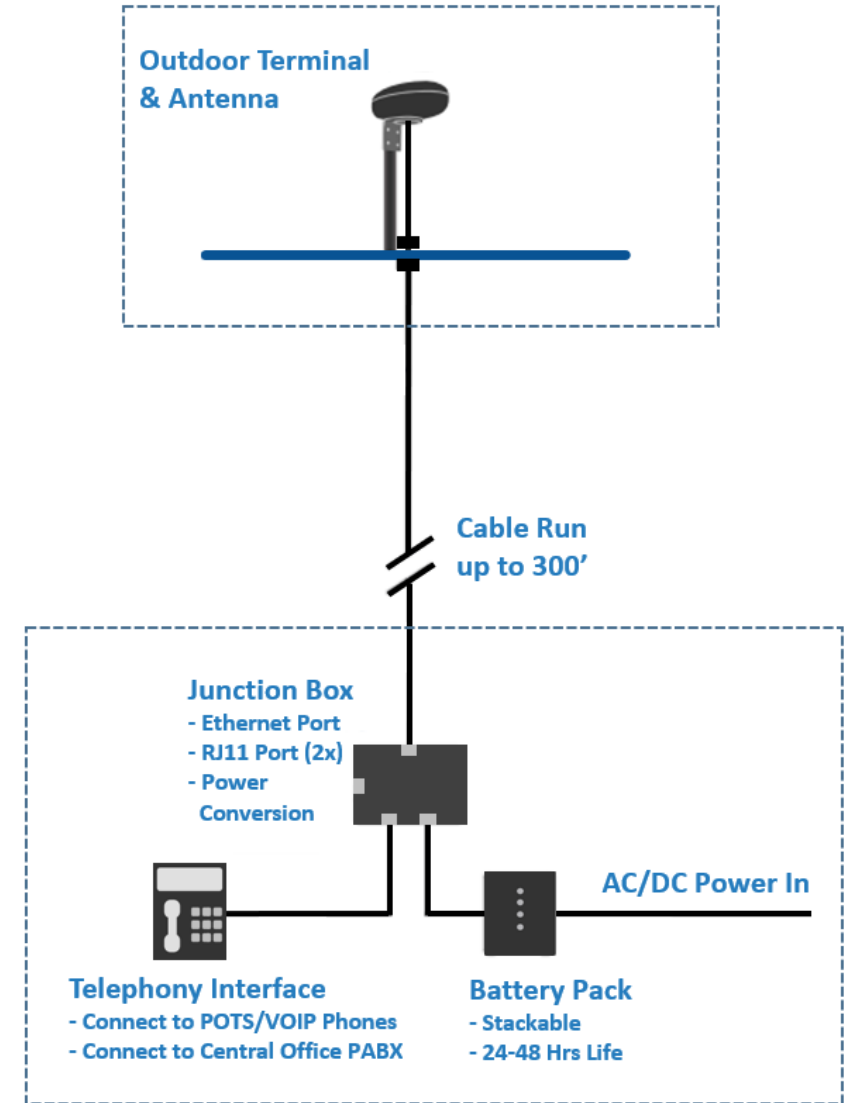 Outdoor Terminal
& Antenna
Cable Run
up to 300’
Junction Box
- Ethernet Port
- RJ11 Port (2x)
- Power
Conversion
AC/DC Power In
Telephony Interface
- Connect to POTS/VOIP Phones
- Connect to Central Office PABX
Battery Pack
- Stackable
- 24-48 Hrs Life